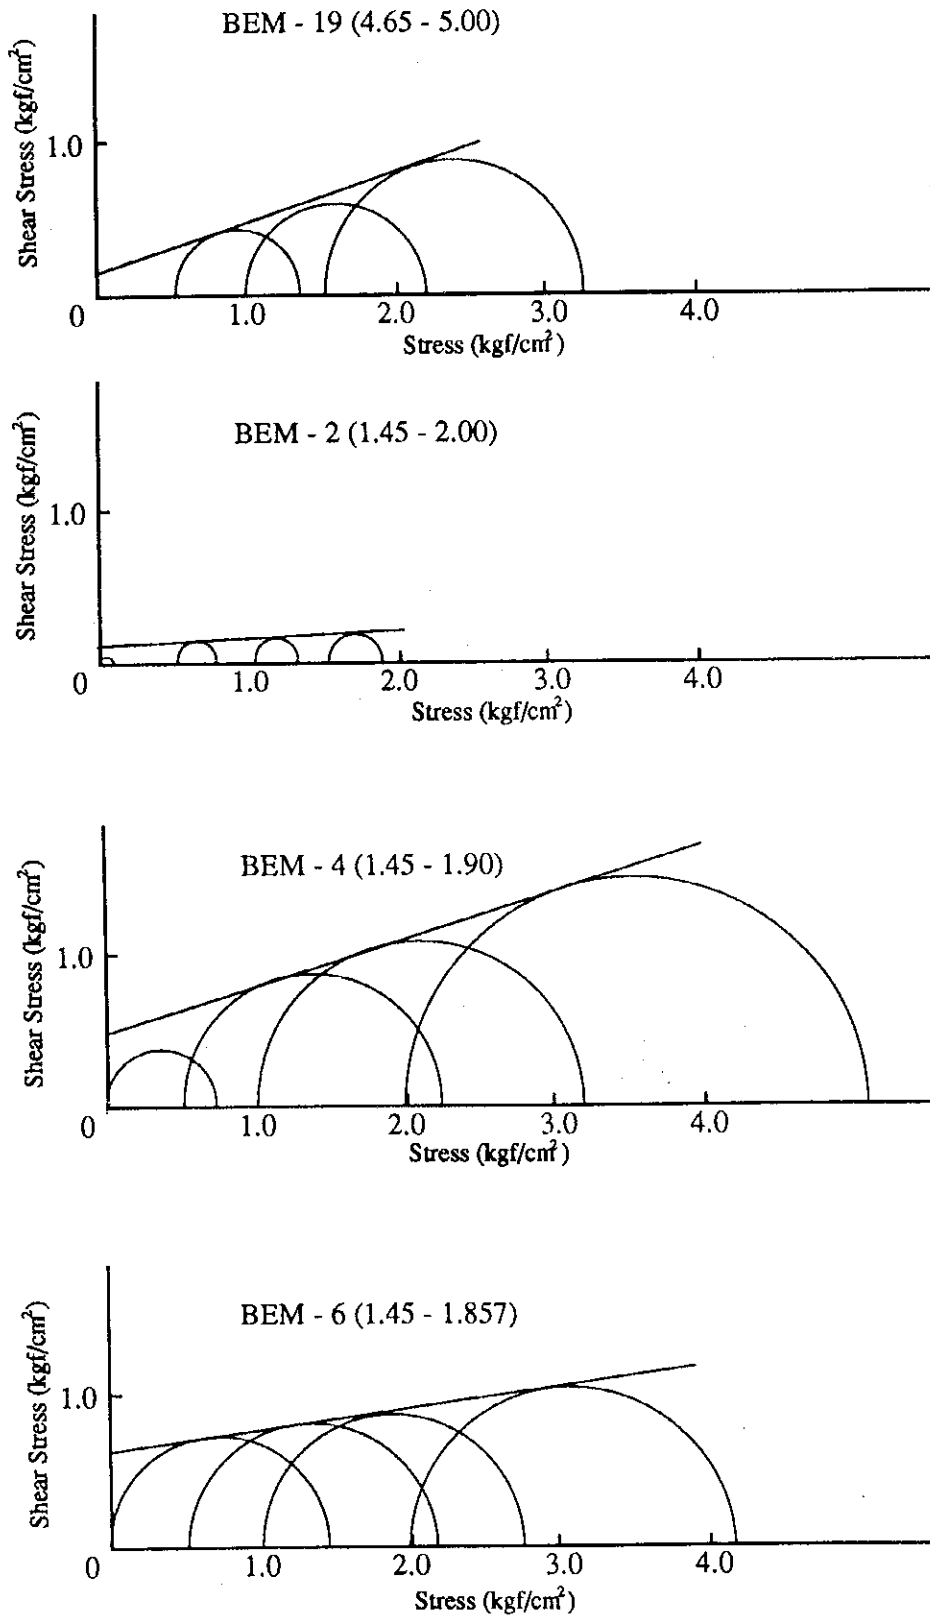 BEM - 19 (4.65 - 5.00)
Shear Stress (kgf/cm²)
1.0
0 1.0 2.0 3.0 4.0
Stress (kgf/cm²)
BEM - 2 (1.45 - 2.00)
Shear Stress (kgf/cm²)
1.0
0 1.0 2.0 3.0 4.0
Stress (kgf/cm²)
BEM - 4 (1.45 - 1.90)
Shear Stress (kgf/cm²)
1.0
0 1.0 2.0 3.0 4.0
Stress (kgf/cm²)
BEM - 6 (1.45 - 1.857)
Shear Stress (kgf/cm²)
1.0
0 1.0 2.0 3.0 4.0
Stress (kgf/cm²)